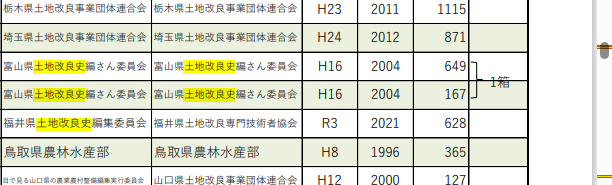 栃木県土地改良事業団体連合会 栃木県土地改良事業団体連合会 H23 2011 1115
埼玉県土地改良事業団体連合会 埼玉県土地改良事業団体連合会 H24 2012 871
富山県土地改良史編さん委員会 富山県土地改良史編さん委員会 H16 2004 649
1箱
富山県土地改良史編さん委員会 富山県土地改良史編さん委員会 H16 2004 167
福井県土地改良史編集委員会 福井県土地改良専門技術者協会 R3 2021 628
鳥取県農林水産部 鳥取県農林水産部 H8 1996 365
目で見る山口県の農業農村整備編集実行委員会 山口県土地改良事業団体連合会 H12 2000 127